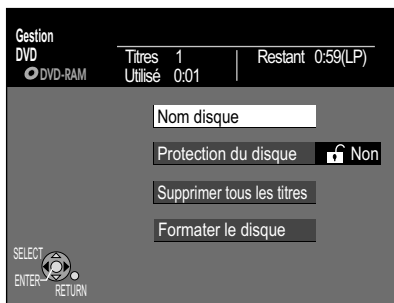 Gestion
DVD
DVD-RAM
Titres 1 Restant 0:59(LP)
Utilisé 0:01
Nom disque
Protection du disque Non
Supprimer tous les titres
Formater le disque
SELECT
ENTER
RETURN